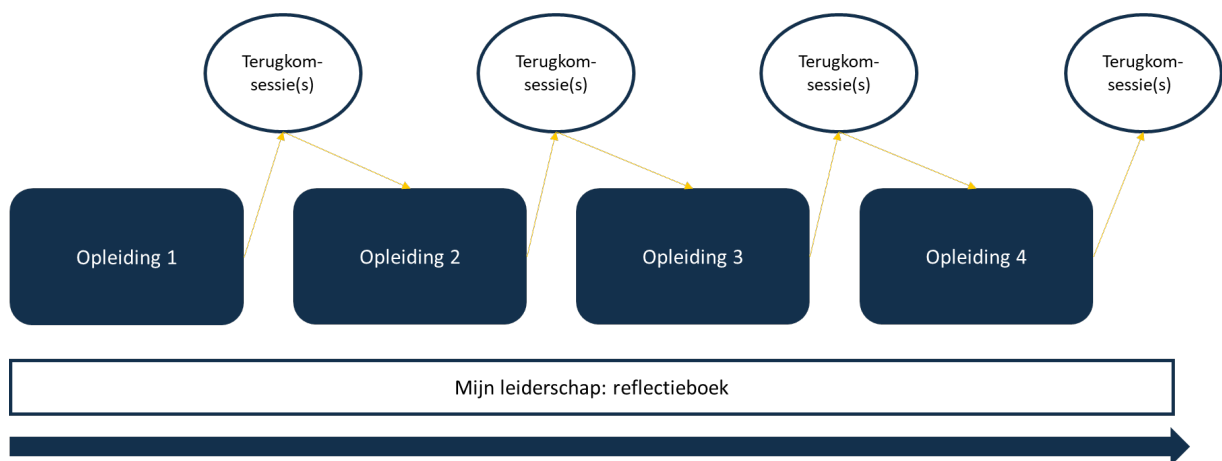 Terugkom-
sessie(s)
Terugkom-
sessie(s)
Terugkom-
sessie(s)
Terugkom-
sessie(s)
Opleiding 1
Opleiding 2
Opleiding 3
Opleiding 4
Mijn leiderschap: reflectieboek